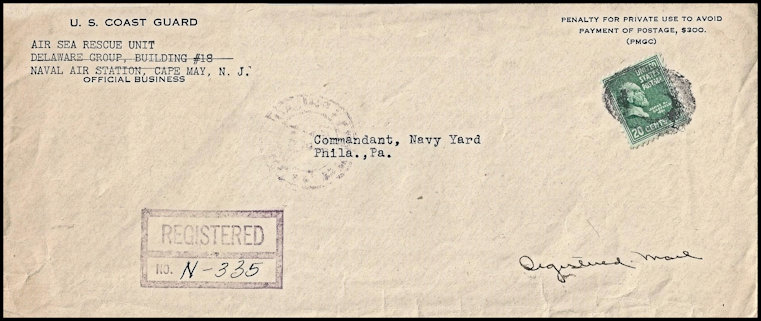 U. S. COAST GUARD
AIR SEA RESCUE UNIT
DELAWARE GROUP, BUILDING #18
NAVAL AIR STATION, CAPE MAY, N. J.
OFFICIAL BUSINESS
PENALTY FOR PRIVATE USE TO AVOID
PAYMENT OF POSTAGE, $300.
(PMGC)
UNITED
STATES
POSTAGE
20 CENTS
Commandant, Navy Yard
Phila.,Pa.
REGISTERED
NO. N-335
Registered Mail